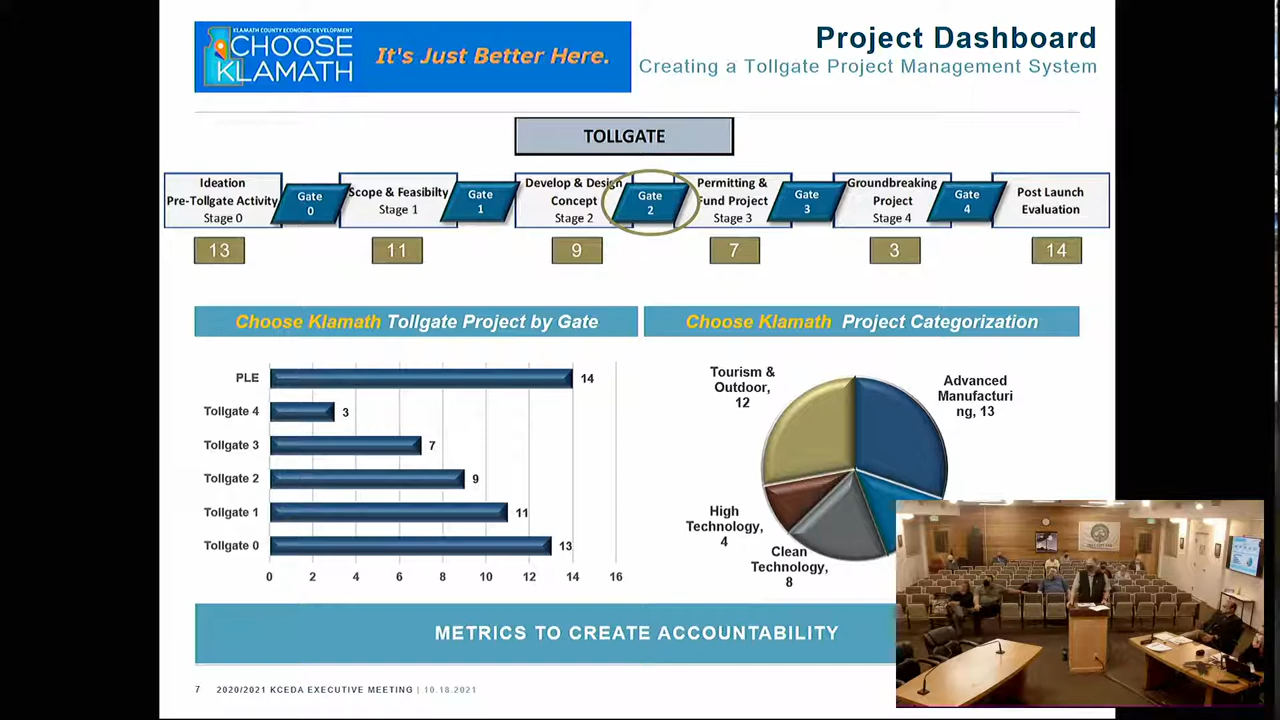 KLAMATH COUNTY ECONOMIC DEVELOPMENT
CHOOSE
KLAMATH
It's Just Better Here.
Project Dashboard
Creating a Tollgate Project Management System
TOLLGATE
Ideation
Pre-Tollgate Activity
Stage 0
Gate
0
Scope & Feasibilty
Stage 1
Gate
1
Develop & Design
Concept
Stage 2
Gate
2
Permitting &
Fund Project
Stage 3
Gate
3
Groundbreaking
Project
Stage 4
Gate
4
Post Launch
Evaluation
13
11
9
7
3
14
Choose Klamath Tollgate Project by Gate
Choose Klamath Project Categorization
PLE
14
Tollgate 4
3
Tollgate 3
7
Tollgate 2
9
Tollgate 1
11
Tollgate 0
13
0 2 4 6 8 10 12 14 16
Tourism &
Outdoor,
12
Advanced
Manufacturi
ng, 13
High
Technology,
4
Clean
Technology,
8
METRICS TO CREATE ACCOUNTABILITY
7 2020/2021 KCEDA EXECUTIVE MEETING | 10.18.2021